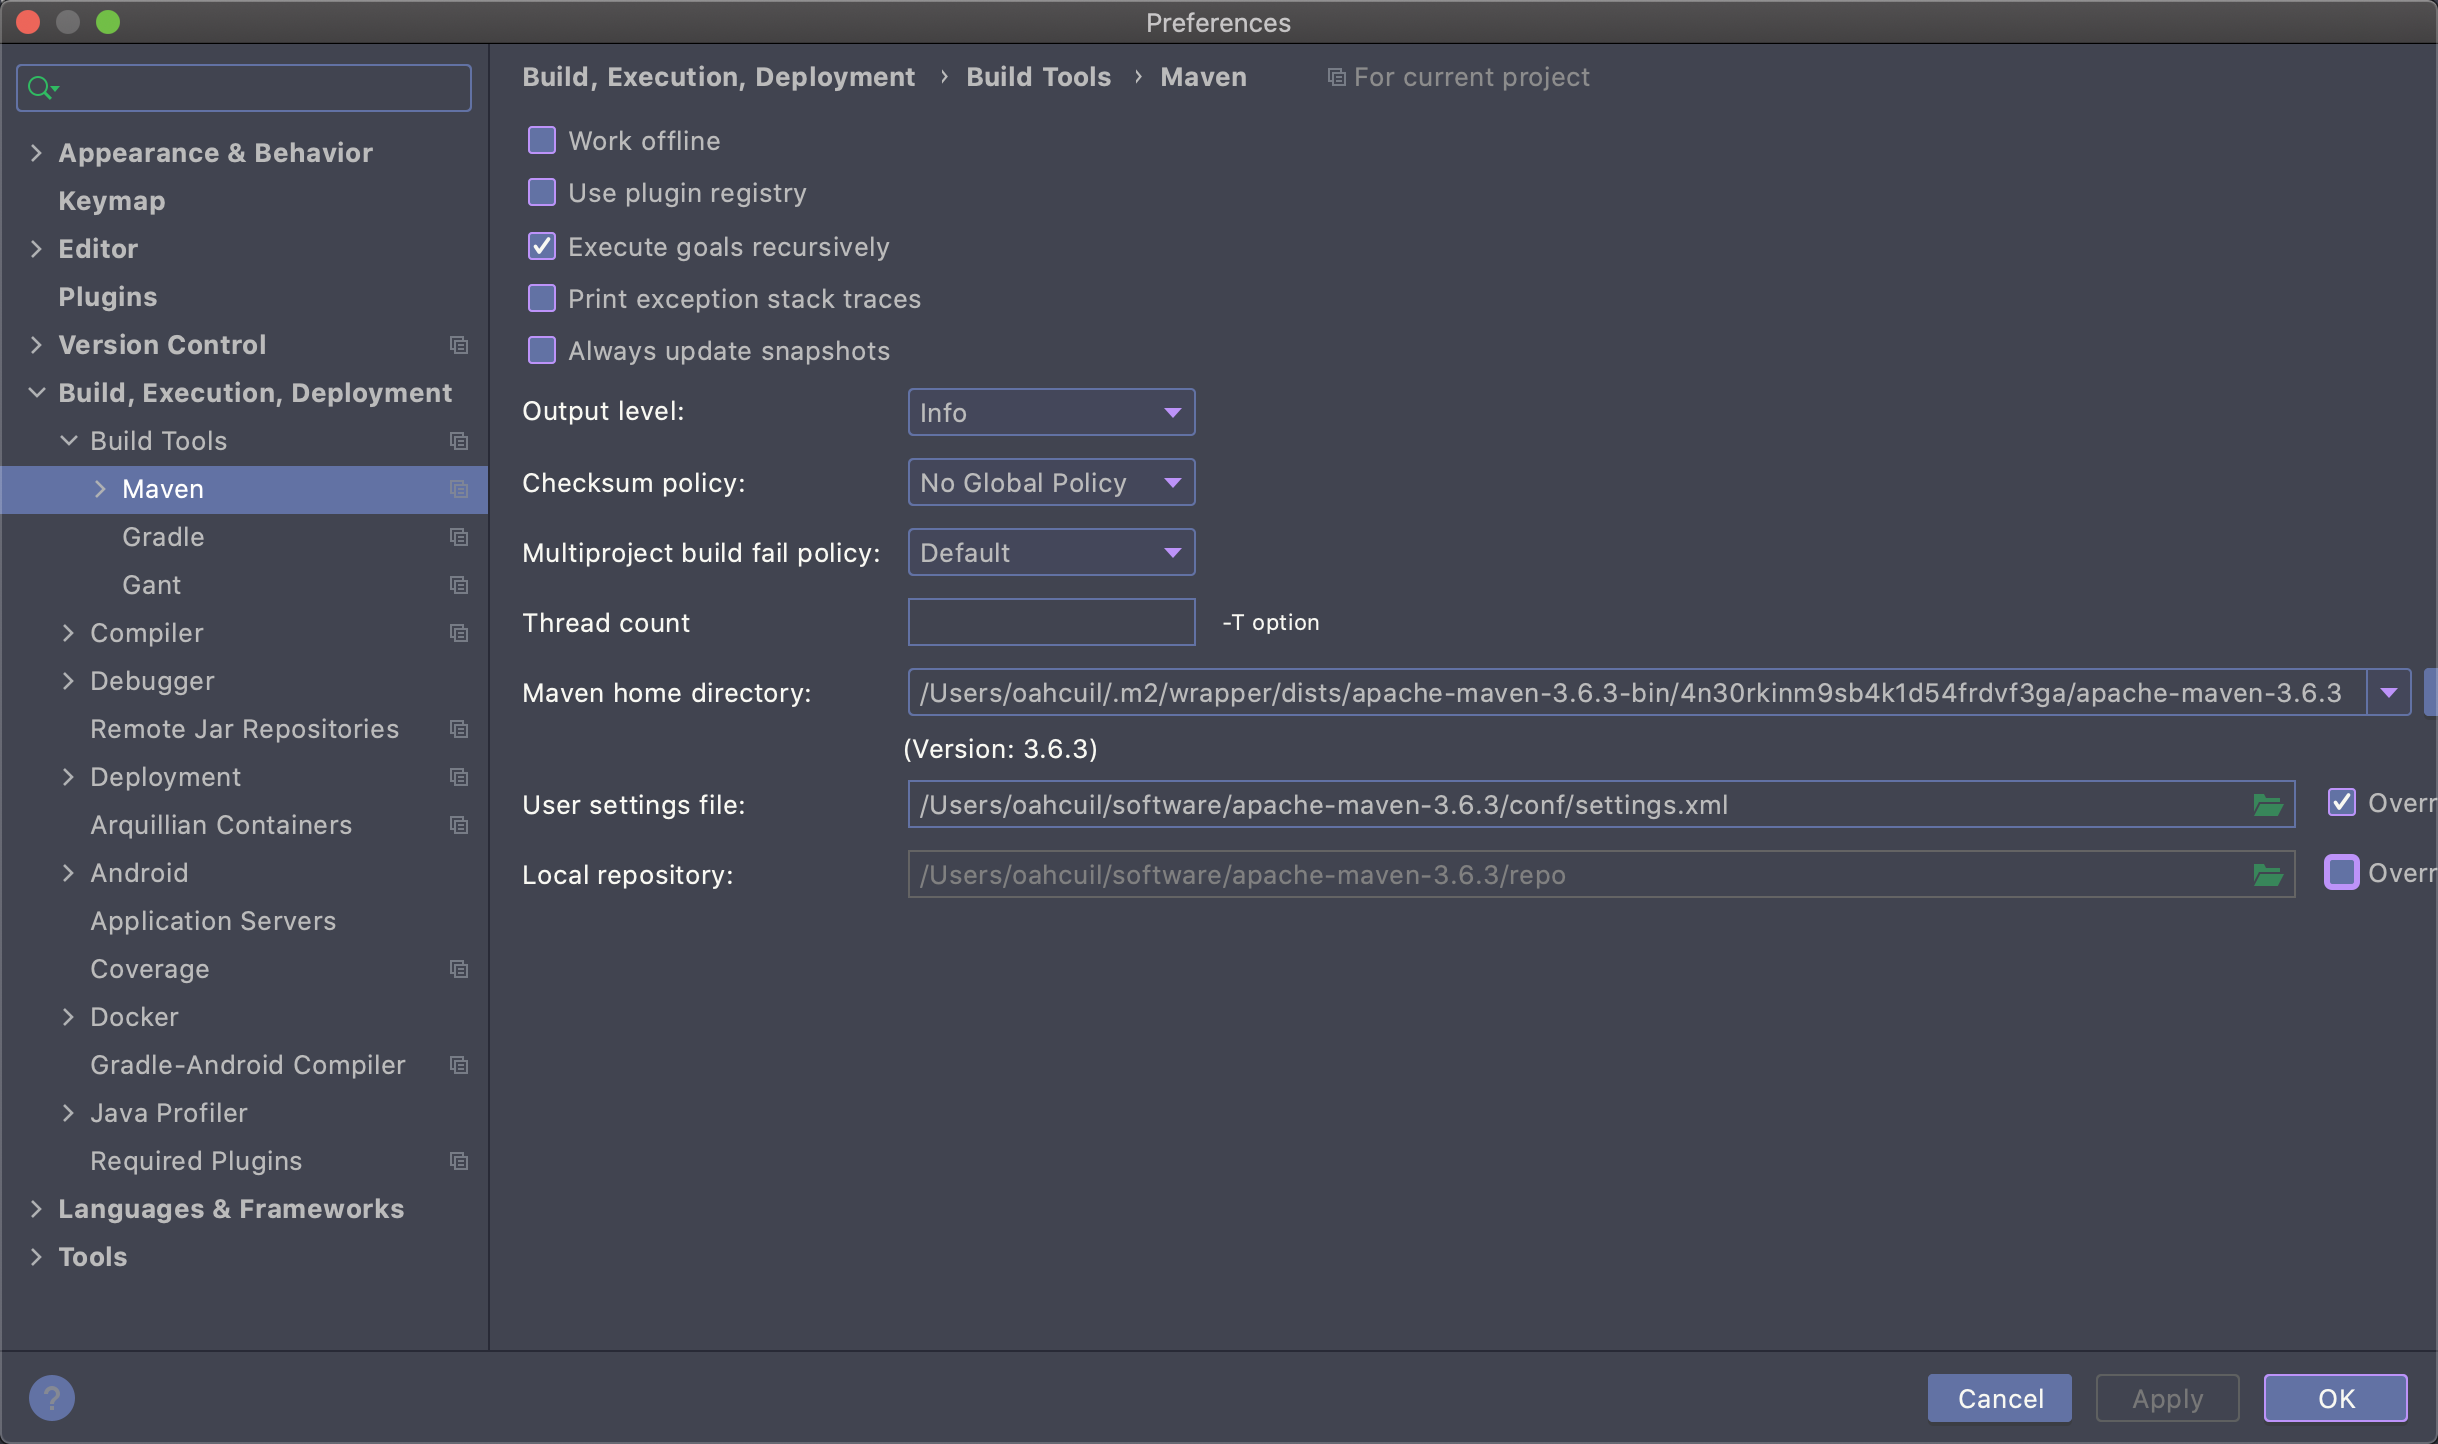 Preferences
Appearance & Behavior
Keymap
Editor
Plugins
Version Control
Build, Execution, Deployment
Build Tools
Maven
Gradle
Gant
Compiler
Debugger
Remote Jar Repositories
Deployment
Arquillian Containers
Android
Application Servers
Coverage
Docker
Gradle-Android Compiler
Java Profiler
Required Plugins
Languages & Frameworks
Tools
Build, Execution, Deployment › Build Tools › Maven For current project
Work offline
Use plugin registry
Execute goals recursively
Print exception stack traces
Always update snapshots
Output level: Info
Checksum policy: No Global Policy
Multiproject build fail policy: Default
Thread count -T option
Maven home directory: /Users/oahcuil/.m2/wrapper/dists/apache-maven-3.6.3-bin/4n30rkinm9sb4k1d54frdvf3ga/apache-maven-3.6.3
(Version: 3.6.3)
User settings file: /Users/oahcuil/software/apache-maven-3.6.3/conf/settings.xml Overr
Local repository: /Users/oahcuil/software/apache-maven-3.6.3/repo Overr
? Cancel Apply OK